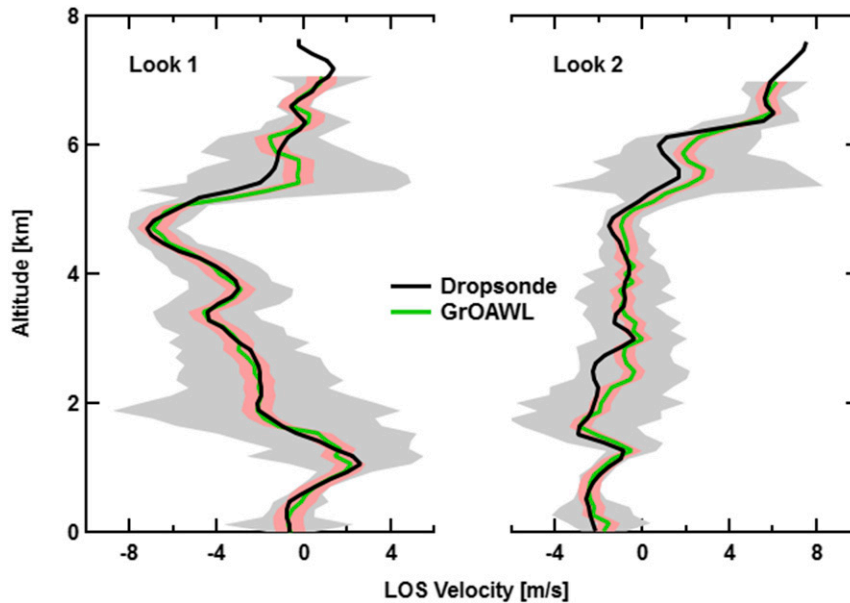 8
Look 1
Look 2
6
Altitude [km]
4
Dropsonde
GrOAWL
2
0
-8 -4 0 4 -4 0 4 8
LOS Velocity [m/s]